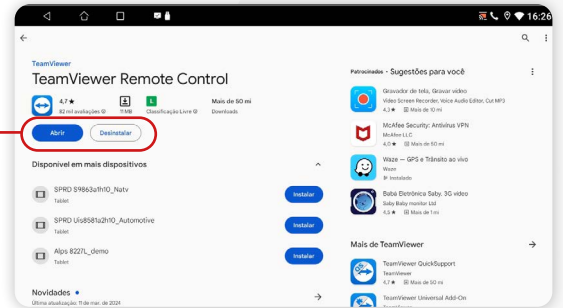 16:26
TeamViewer
TeamViewer Remote Control
4,7 ★
82 mil avaliações
11 MB
L
Classificação Livre
Mais de 50 mi
Downloads
Abrir
Desinstalar
Disponível em mais dispositivos
SPRD S9863a1h10_Natv
Tablet
Instalar
SPRD Uis8581a2h10_Automotive
Tablet
Instalar
Alps 8227L_demo
Tablet
Instalar
Novidades •
Última atualização: 11 de mar. de 2024
Patrocinados • Sugestões para você
Gravador de tela, Gravar vídeo
Video Screen Recorder, Voice Audio Editor, Cut MP3
4,3 ★ Mais de 10 mi
McAfee Security: Antivirus VPN
McAfee LLC
4,0 ★ Mais de 50 mi
Waze – GPS e Trânsito ao vivo
Waze
Instalado
Babá Eletrônica Saby. 3G video
Saby Baby monitor Ltd
4,5 ★ Mais de 1 mi
Mais de TeamViewer
TeamViewer QuickSupport
TeamViewer
4,7 ★ Mais de 50 mi
TeamViewer Universal Add-On